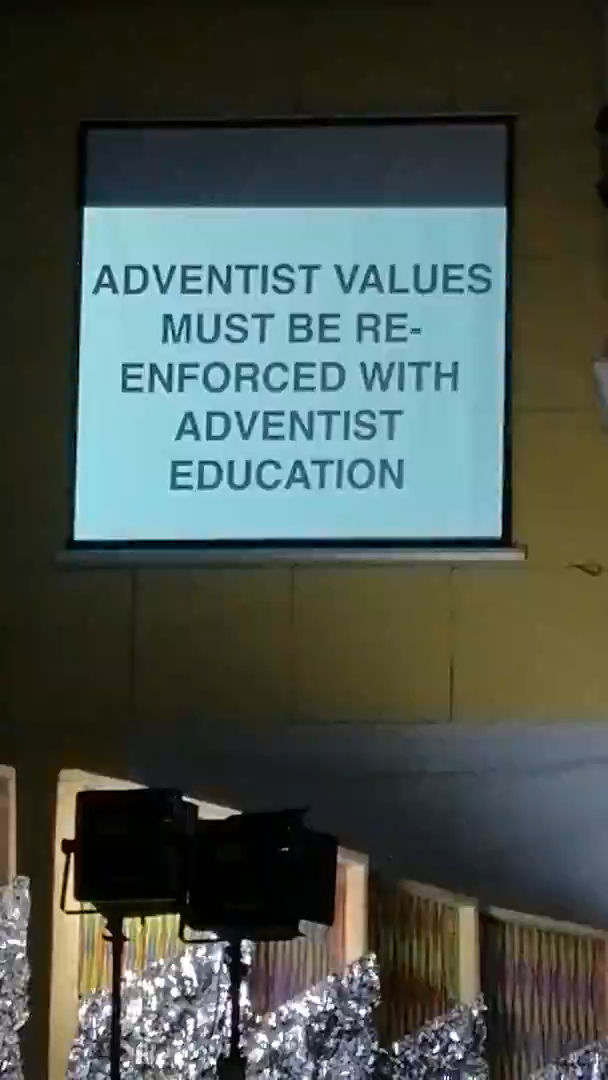 ADVENTIST VALUES
MUST BE RE-
ENFORCED WITH
ADVENTIST
EDUCATION